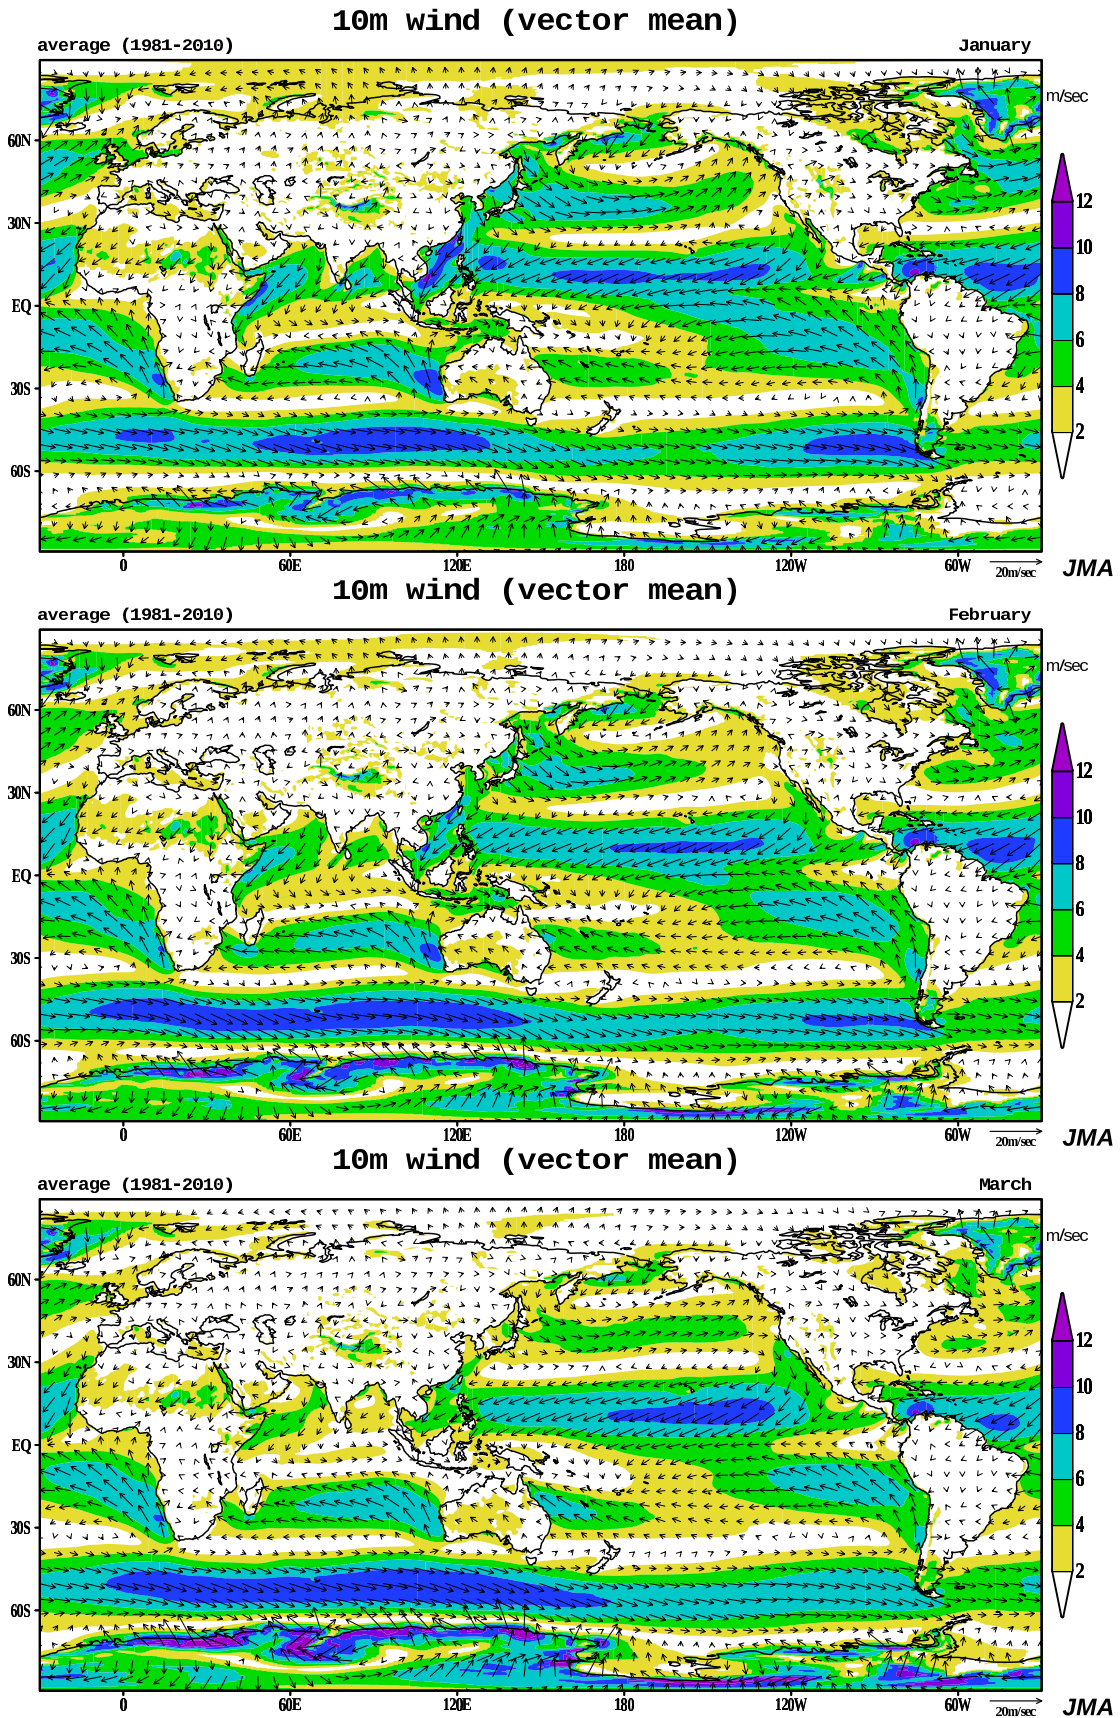 10m wind (vector mean)
average (1981-2010) January
60N
30N
EQ
30S
60S
0 60E 120E 180 120W 60W
m/sec
12
10
8
6
4
2
20m/sec
JMA
10m wind (vector mean)
average (1981-2010) February
60N
30N
EQ
30S
60S
0 60E 120E 180 120W 60W
m/sec
12
10
8
6
4
2
20m/sec
JMA
10m wind (vector mean)
average (1981-2010) March
60N
30N
EQ
30S
60S
0 60E 120E 180 120W 60W
m/sec
12
10
8
6
4
2
20m/sec
JMA